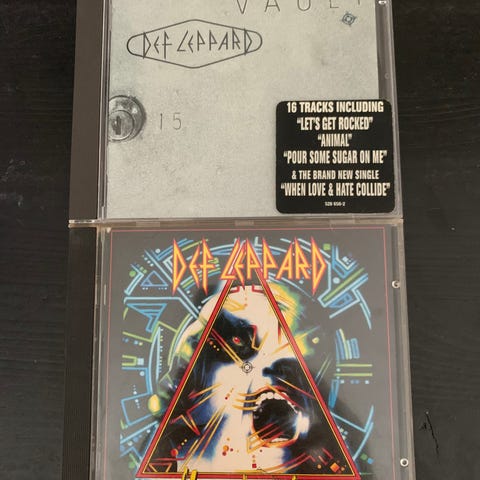 VAULT
DEF LEPPARD
15
16 TRACKS INCLUDING
"LET'S GET ROCKED"
"ANIMAL"
"POUR SOME SUGAR ON ME"
& THE BRAND NEW SINGLE
"WHEN LOVE & HATE COLLIDE"
528 656-2
DEF LEPPARD